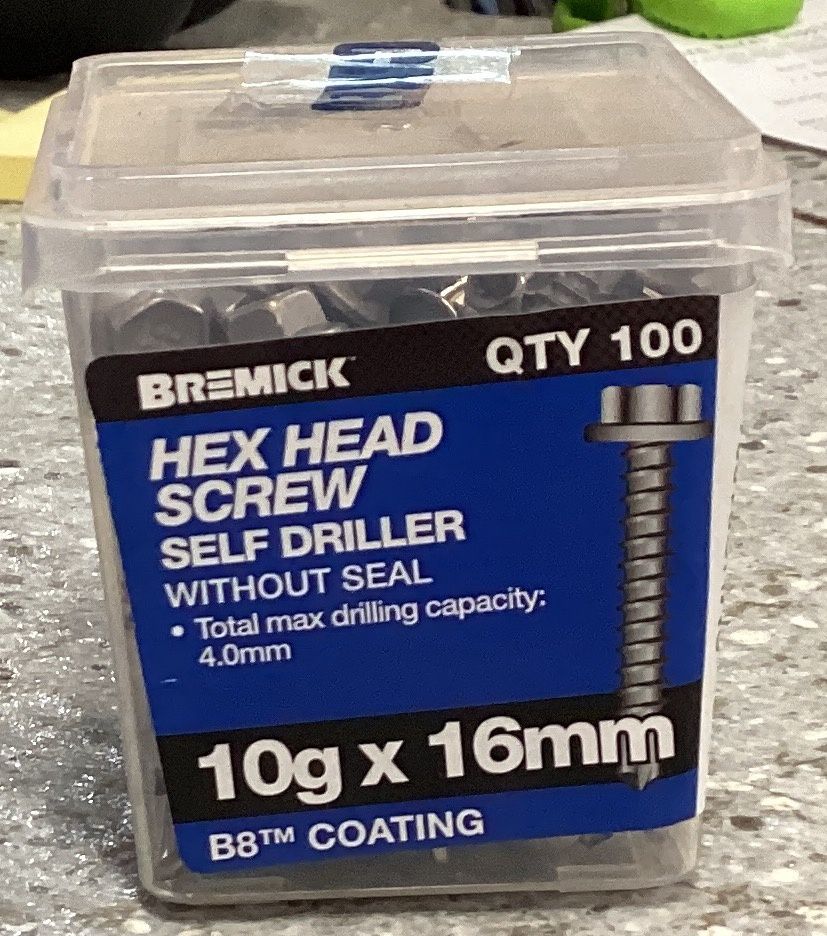 BREMICK™
QTY 100
HEX HEAD
SCREW
SELF DRILLER
WITHOUT SEAL
• Total max drilling capacity:
4.0mm
10g x 16mm
B8™ COATING